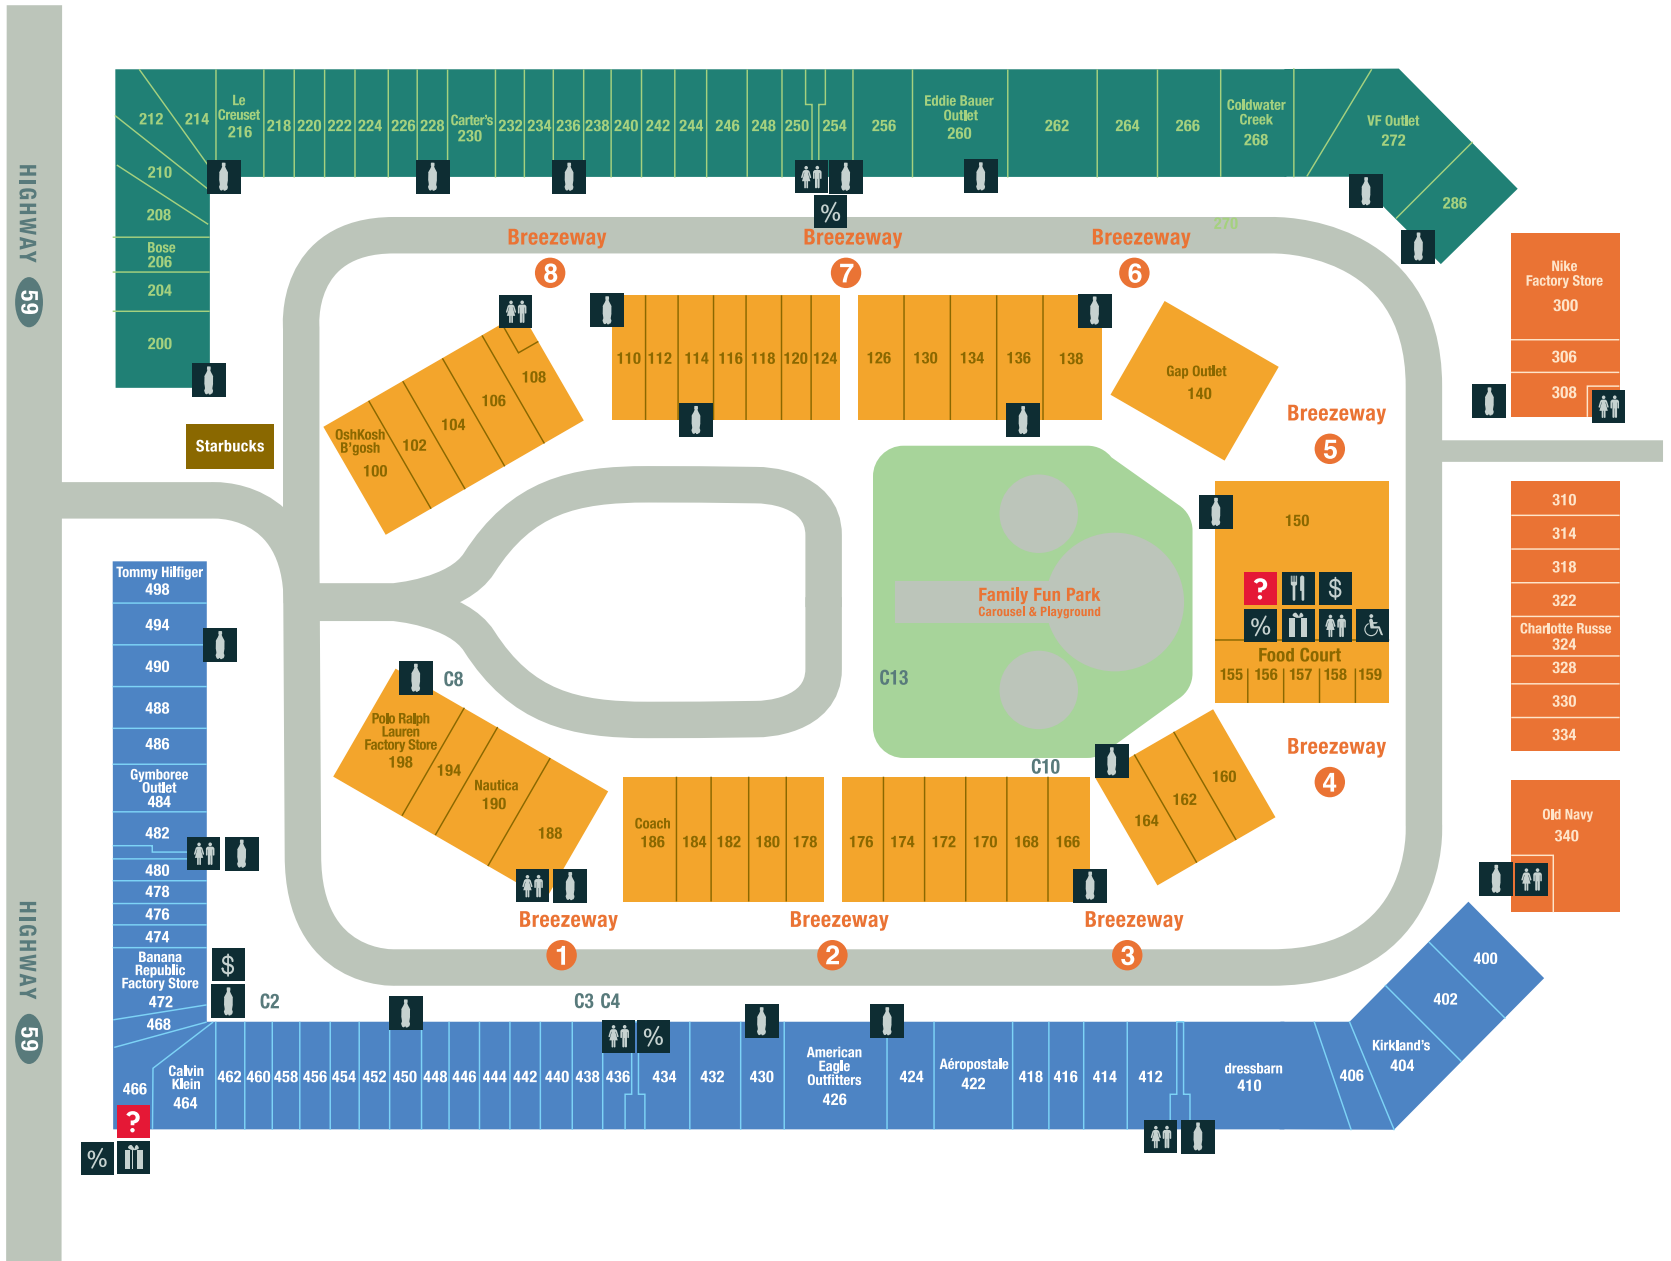 HIGHWAY 59
HIGHWAY 59
212
214
Le
Creuset
216
218
220
222
224
226
228
Carter's
230
232
234
236
238
240
242
244
246
248
250
254
256
Eddie Bauer
Outlet
260
262
264
266
Coldwater
Creek
268
VF Outlet
272
286
210
208
Bose
206
204
200
%
270
Breezeway
8
Breezeway
7
Breezeway
6
Nike
Factory Store
300
306
308
110
112
114
116
118
120
124
126
130
134
136
138
Gap Outlet
140
108
106
104
102
OshKosh
B'gosh
100
Starbucks
Breezeway
5
150
? $
%
Food Court
155
156
157
158
159
310
314
318
322
Charlotte Russe
324
328
330
334
Family Fun Park
Carousel & Playground
C13
C8
C10
Tommy Hilfiger
498
494
490
488
486
Gymboree
Outlet
484
482
480
478
476
474
Banana
Republic
Factory Store
472
468
466
Polo Ralph
Lauren
Factory Store
198
194
Nautica
190
188
Coach
186
184
182
180
178
176
174
172
170
168
166
164
162
160
Breezeway
4
Old Navy
340
Breezeway
1
Breezeway
2
Breezeway
3
$
C2
C3 C4
%
Calvin
Klein
464
462
460
458
456
454
452
450
448
446
444
442
440
438
436
434
432
430
American
Eagle
Outfitters
426
424
Aéropostale
422
418
416
414
412
dressbarn
410
406
Kirkland's
404
402
400
?
%